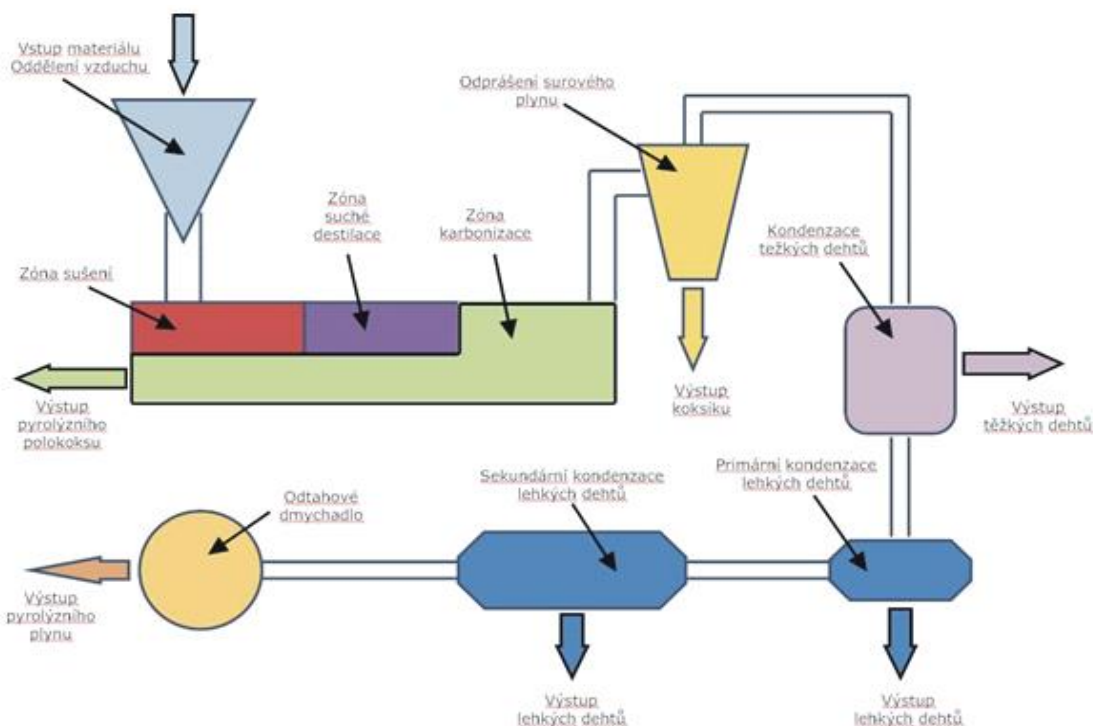 Vstup materiálu
Oddělení vzduchu
Odprášení surového
plynu
Zóna
suché
destilace
Zóna
karbonizace
Kondenzace
težkých dehtů
Zóna sušení
Výstup
pyrolýzního
polokoksu
Výstup
koksíku
Výstup
těžkých dehtů
Sekundární kondenzace
lehkých dehtů
Primární kondenzace
lehkých dehtů
Odtahové
dmychadlo
Výstup
pyrolýzního
plynu
Výstup
lehkých dehtů
Výstup
lehkých dehtů